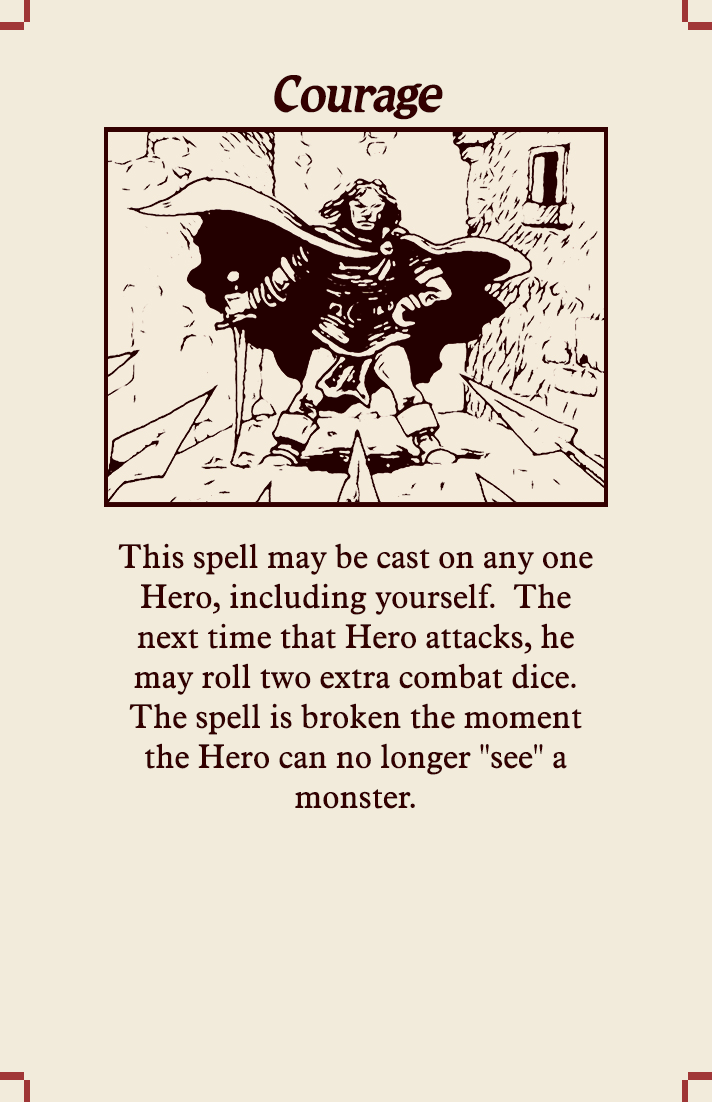 Courage
This spell may be cast on any one
Hero, including yourself.  The
next time that Hero attacks, he
may roll two extra combat dice.
The spell is broken the moment
the Hero can no longer "see" a
monster.